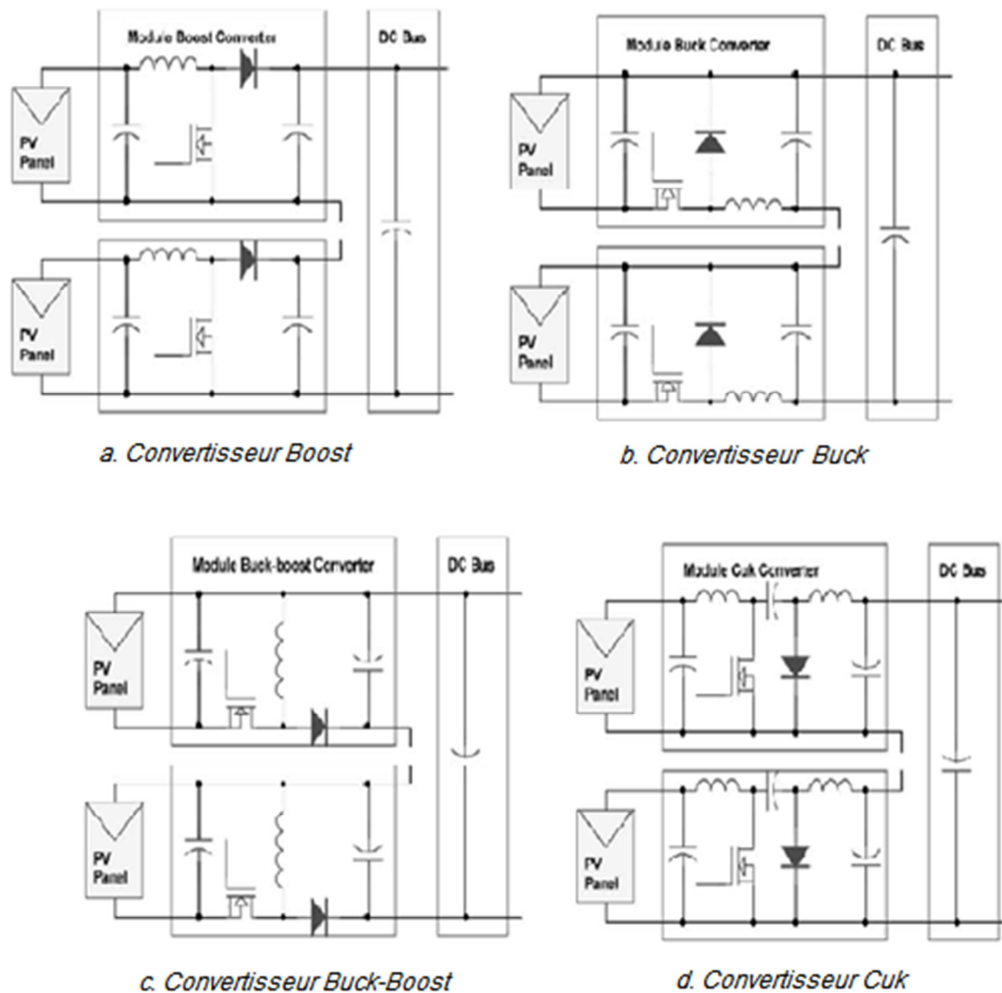 Module Boost Converter
DC Bus
PV
Panel
PV
Panel
a. Convertisseur Boost
Module Buck Converter
DC Bus
PV
Panel
PV
Panel
b. Convertisseur Buck
Module Buck-boost Converter
DC Bus
PV
Panel
PV
Panel
c. Convertisseur Buck-Boost
Module Cuk Converter
DC Bus
PV
Panel
PV
Panel
d. Convertisseur Cuk